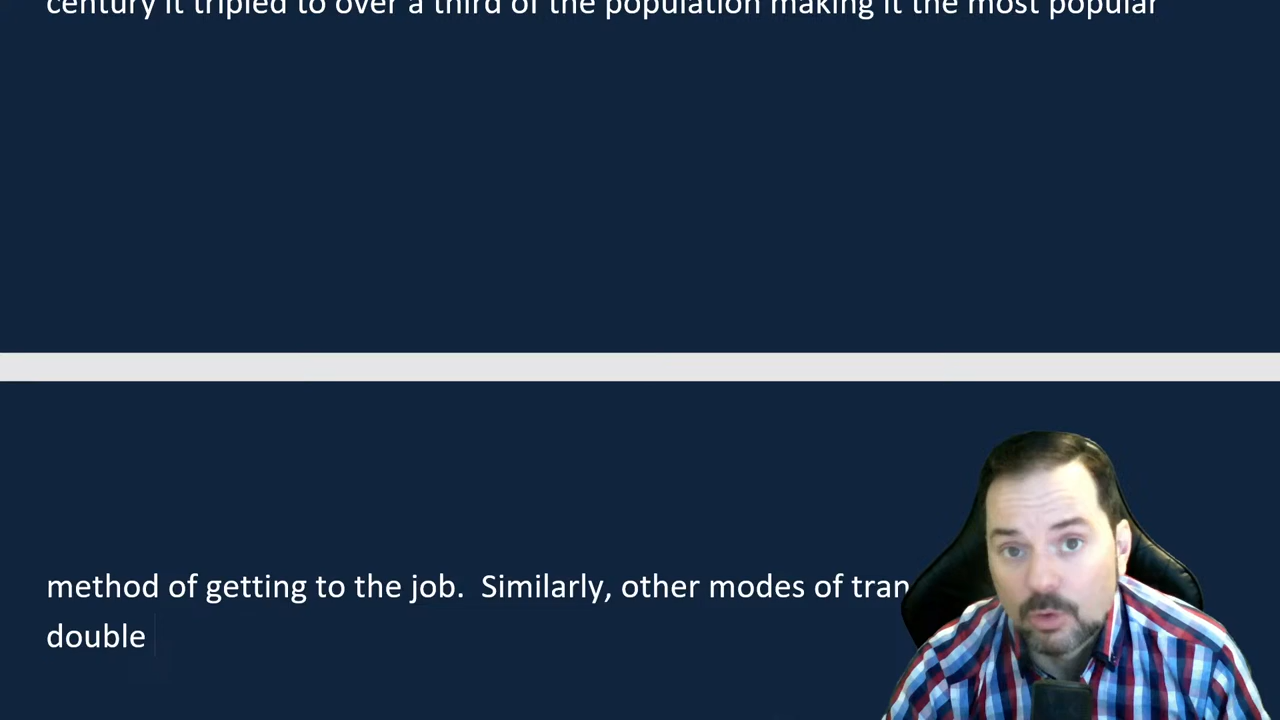 century it tripled to over a third of the population making it the most popular
method of getting to the job.  Similarly, other modes of
double